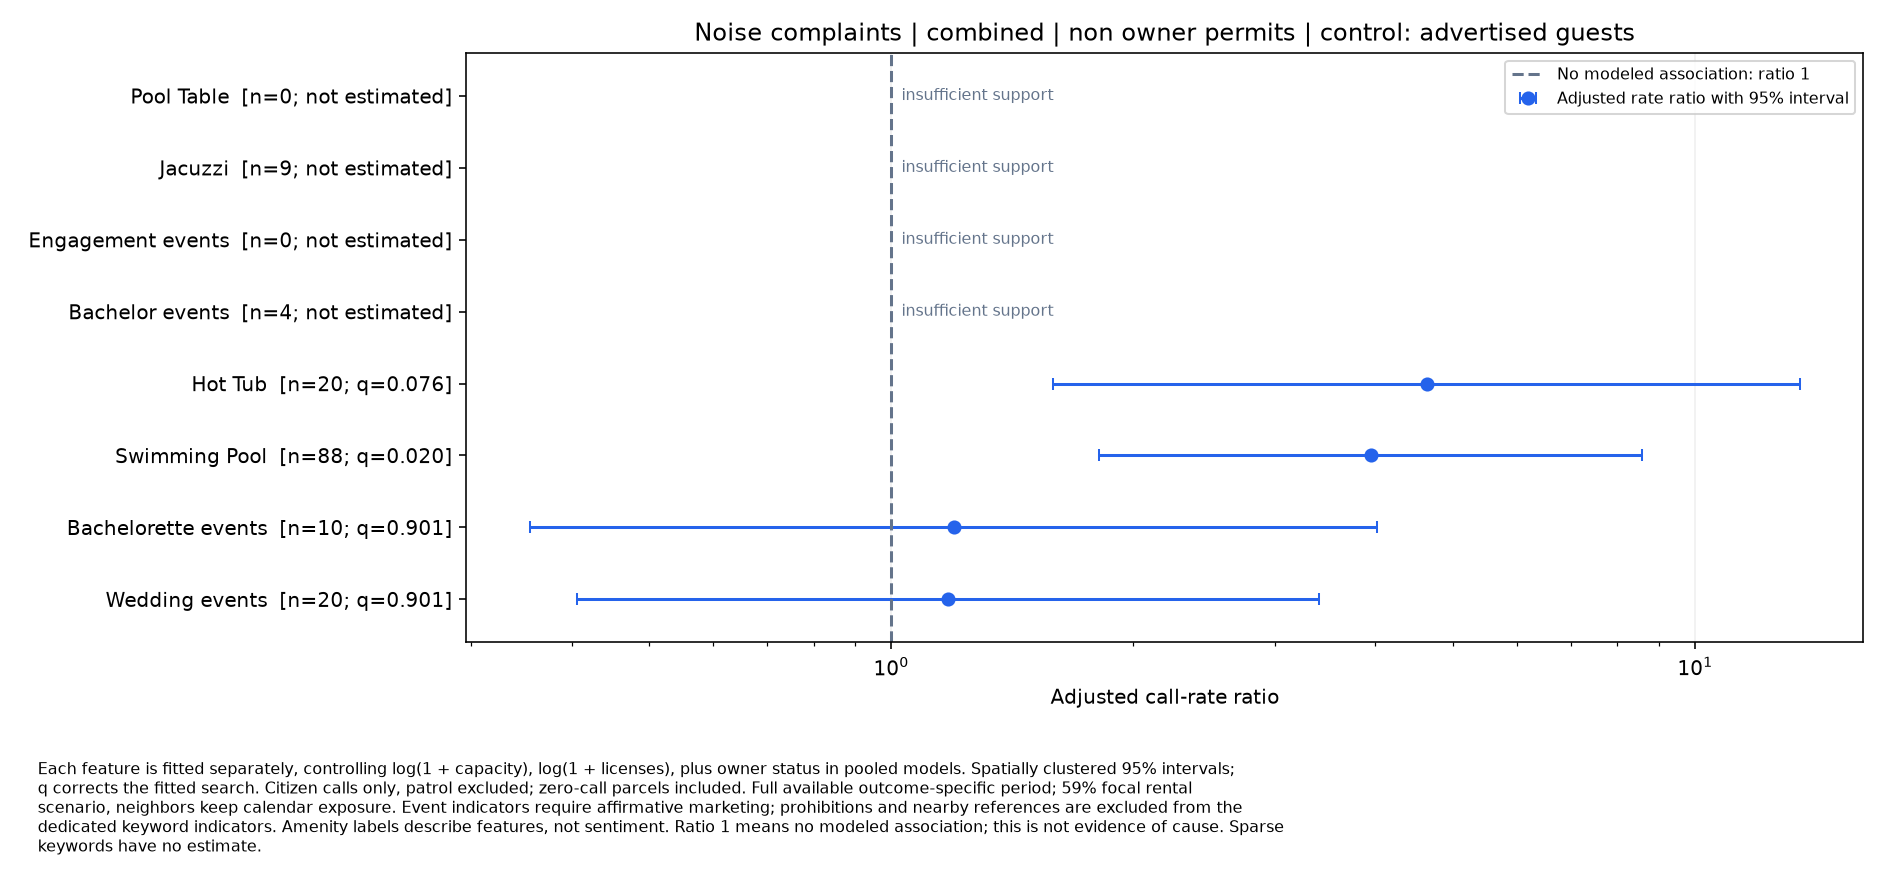 Noise complaints | combined | non owner permits | control: advertised guests
No modeled association: ratio 1
Adjusted rate ratio with 95% interval
Pool Table [n=0; not estimated]
insufficient support
Jacuzzi [n=9; not estimated]
insufficient support
Engagement events [n=0; not estimated]
insufficient support
Bachelor events [n=4; not estimated]
insufficient support
Hot Tub [n=20; q=0.076]
Swimming Pool [n=88; q=0.020]
Bachelorette events [n=10; q=0.901]
Wedding events [n=20; q=0.901]
10⁰ 10¹
Adjusted call-rate ratio
Each feature is fitted separately, controlling log(1 + capacity), log(1 + licenses), plus owner status in pooled models. Spatially clustered 95% intervals;
q corrects the fitted search. Citizen calls only, patrol excluded; zero-call parcels included. Full available outcome-specific period; 59% focal rental
scenario, neighbors keep calendar exposure. Event indicators require affirmative marketing; prohibitions and nearby references are excluded from the
dedicated keyword indicators. Amenity labels describe features, not sentiment. Ratio 1 means no modeled association; this is not evidence of cause. Sparse
keywords have no estimate.